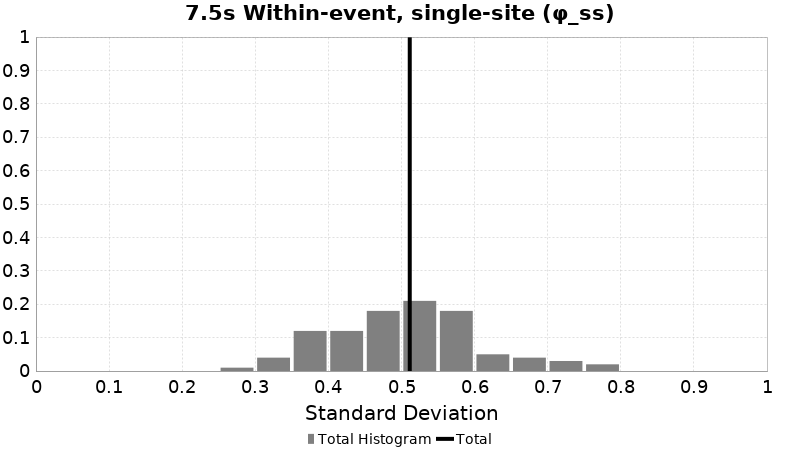 7.5s Within-event, single-site (φ_ss)
1
0.9
0.8
0.7
0.6
0.5
0.4
0.3
0.2
0.1
0
0 0.1 0.2 0.3 0.4 0.5 0.6 0.7 0.8 0.9 1
Standard Deviation
Total Histogram Total